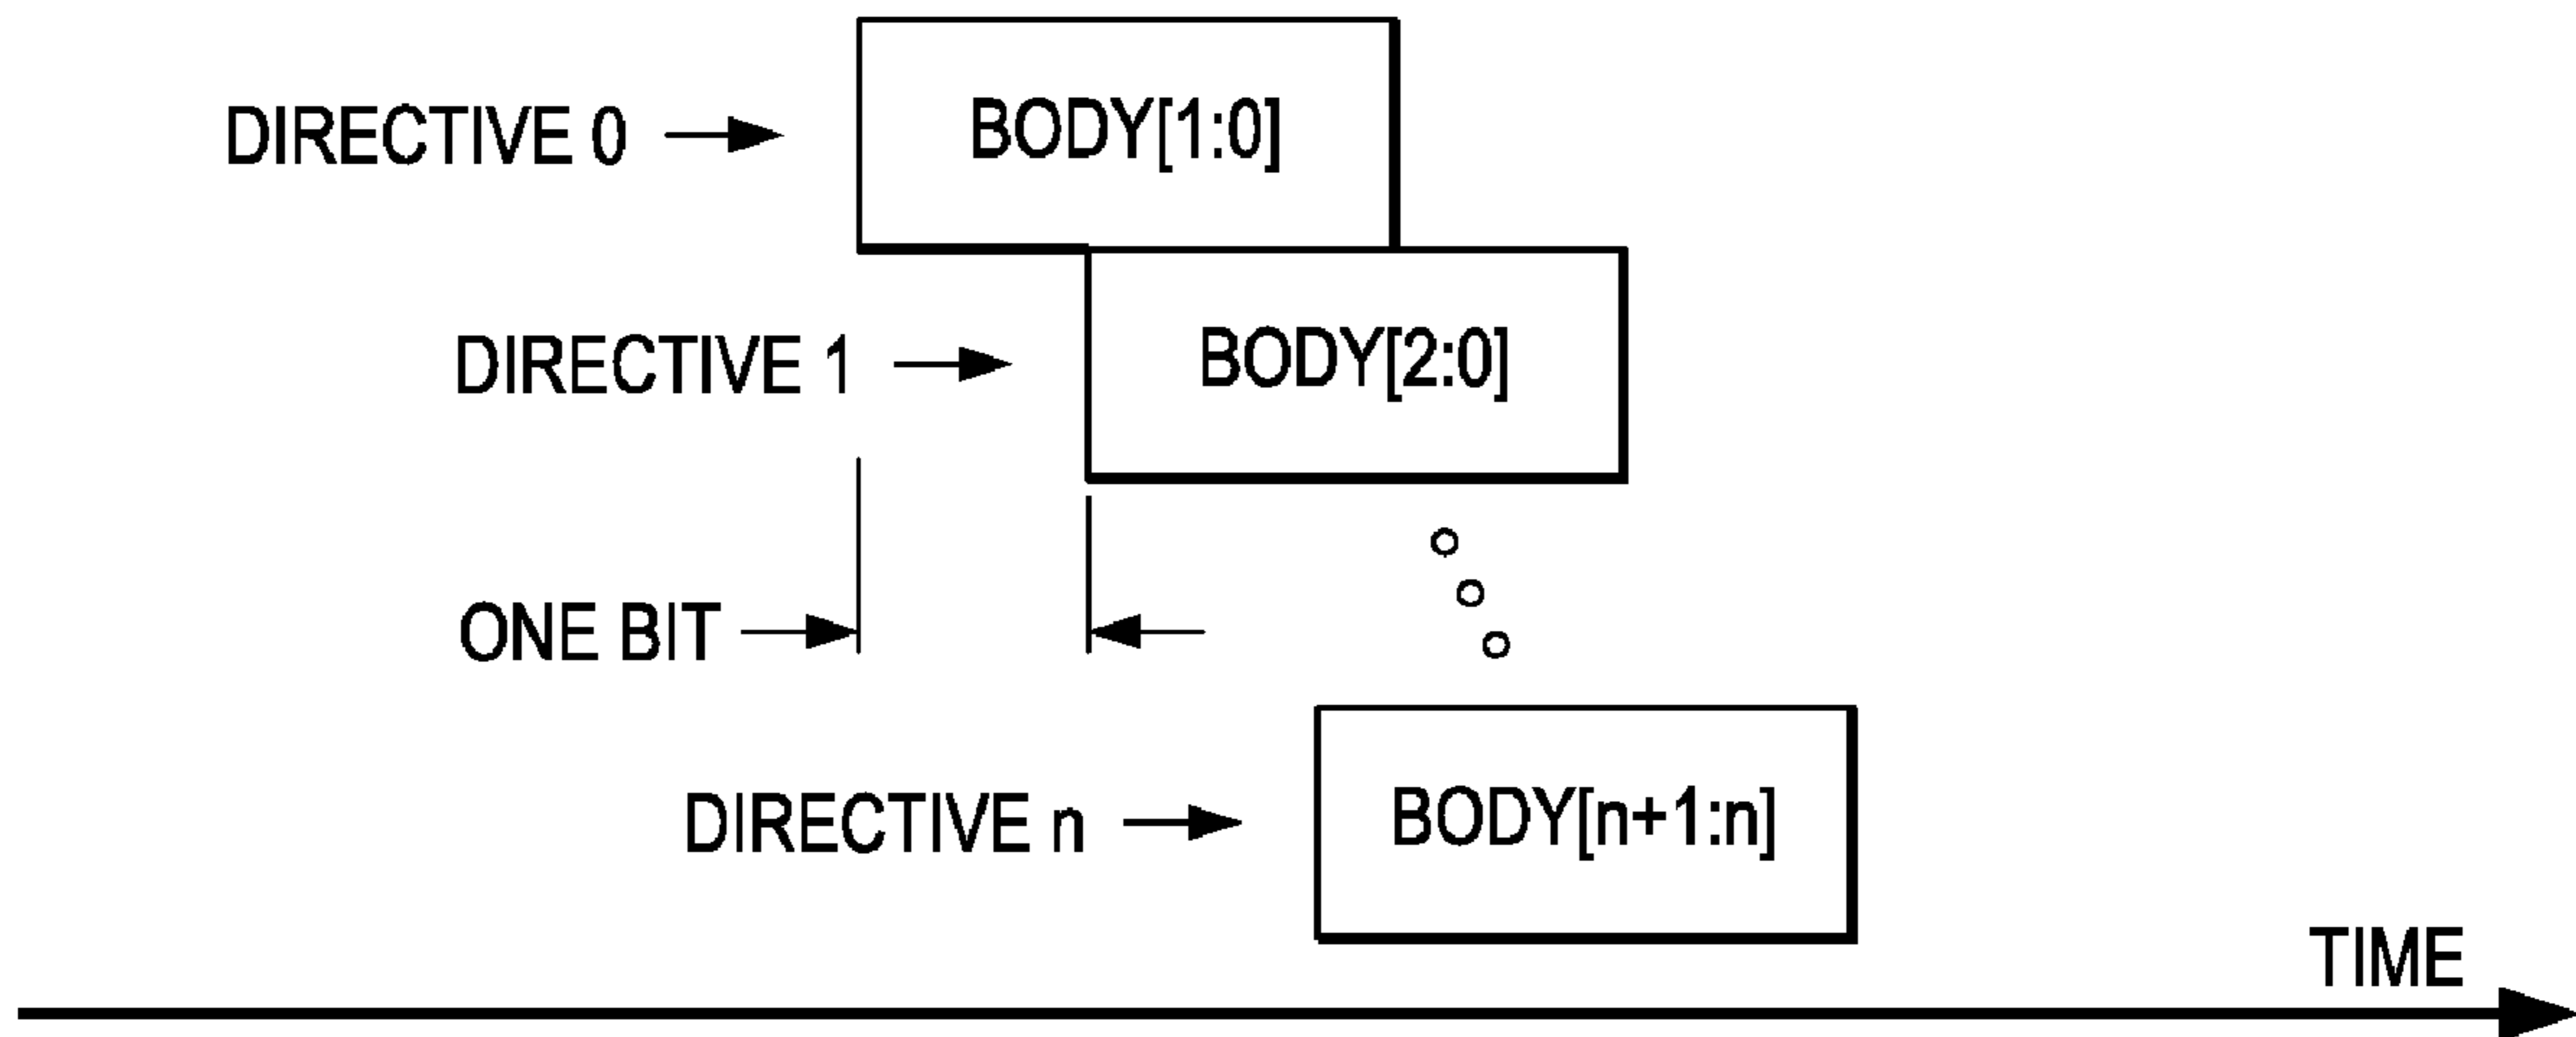 DIRECTIVE 0 BODY[1:0]
DIRECTIVE 1 BODY[2:0]
ONE BIT
DIRECTIVE n BODY[n+1:n]
TIME